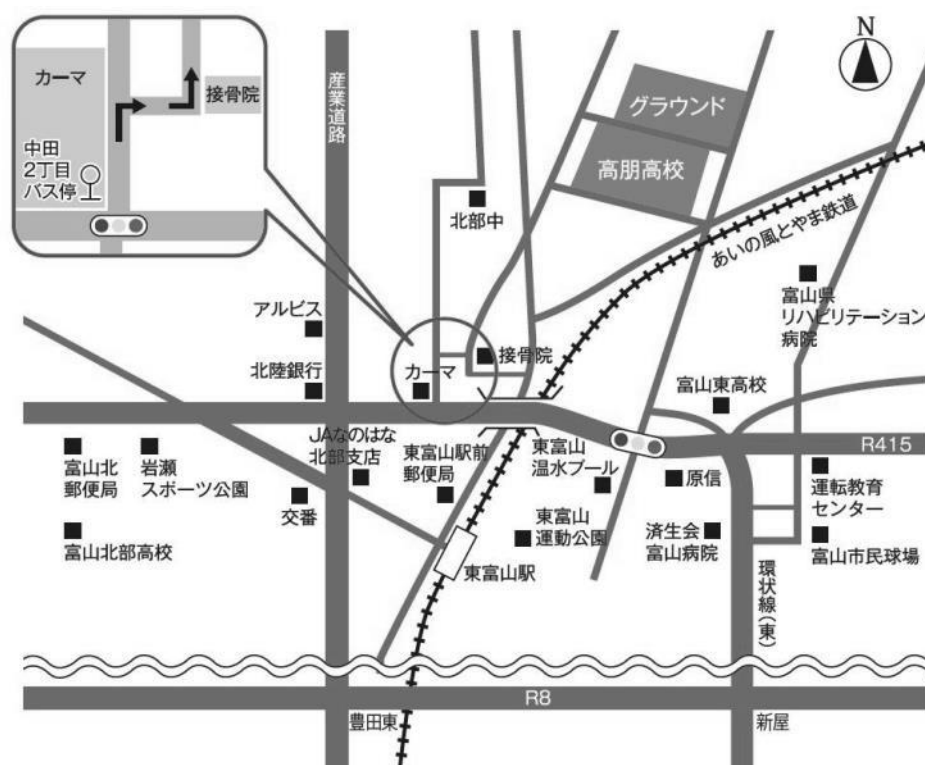 カーマ
接骨院
中田
2丁目
バス停
N
産業道路
グラウンド
高朋高校
北部中
あいの風とやま鉄道
富山県
リハビリテーション
病院
アルビス
北陸銀行
カーマ
接骨院
富山東高校
R415
富山北
郵便局
岩瀬
スポーツ公園
JAなのはな
北部支店
東富山駅前
郵便局
東富山
温水プール
原信
運転教育
センター
交番
富山北部高校
東富山
運動公園
済生会
富山病院
富山市民球場
東富山駅
環状線(東)
R8
豊田東
新屋